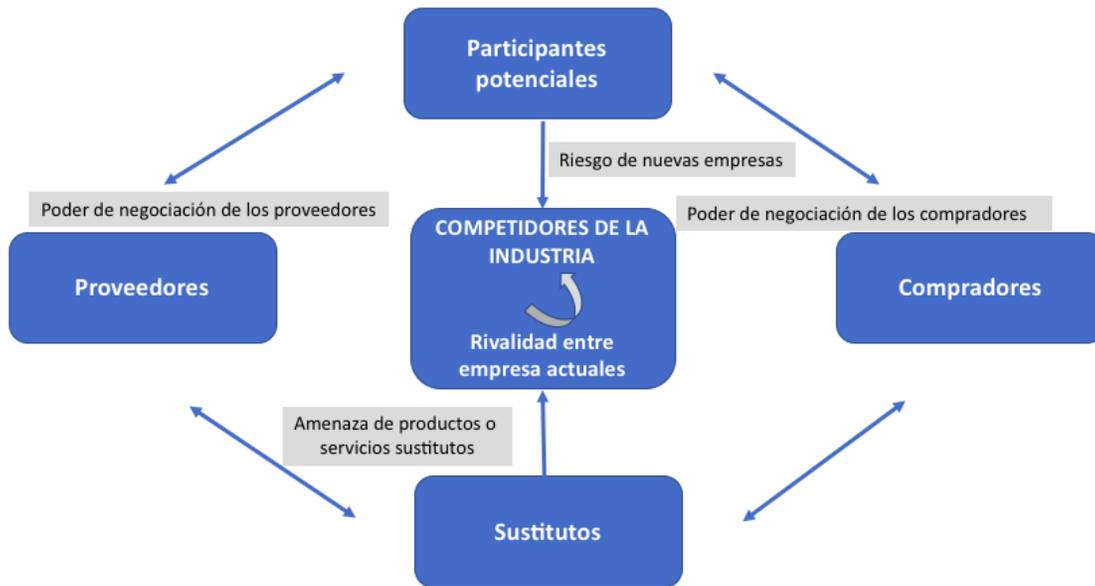 Participantes
potenciales
Riesgo de nuevas empresas
Poder de negociación de los proveedores
Poder de negociación de los compradores
COMPETIDORES DE LA
INDUSTRIA
Proveedores
Compradores
Rivalidad entre
empresa actuales
Amenaza de productos o
servicios sustitutos
Sustitutos